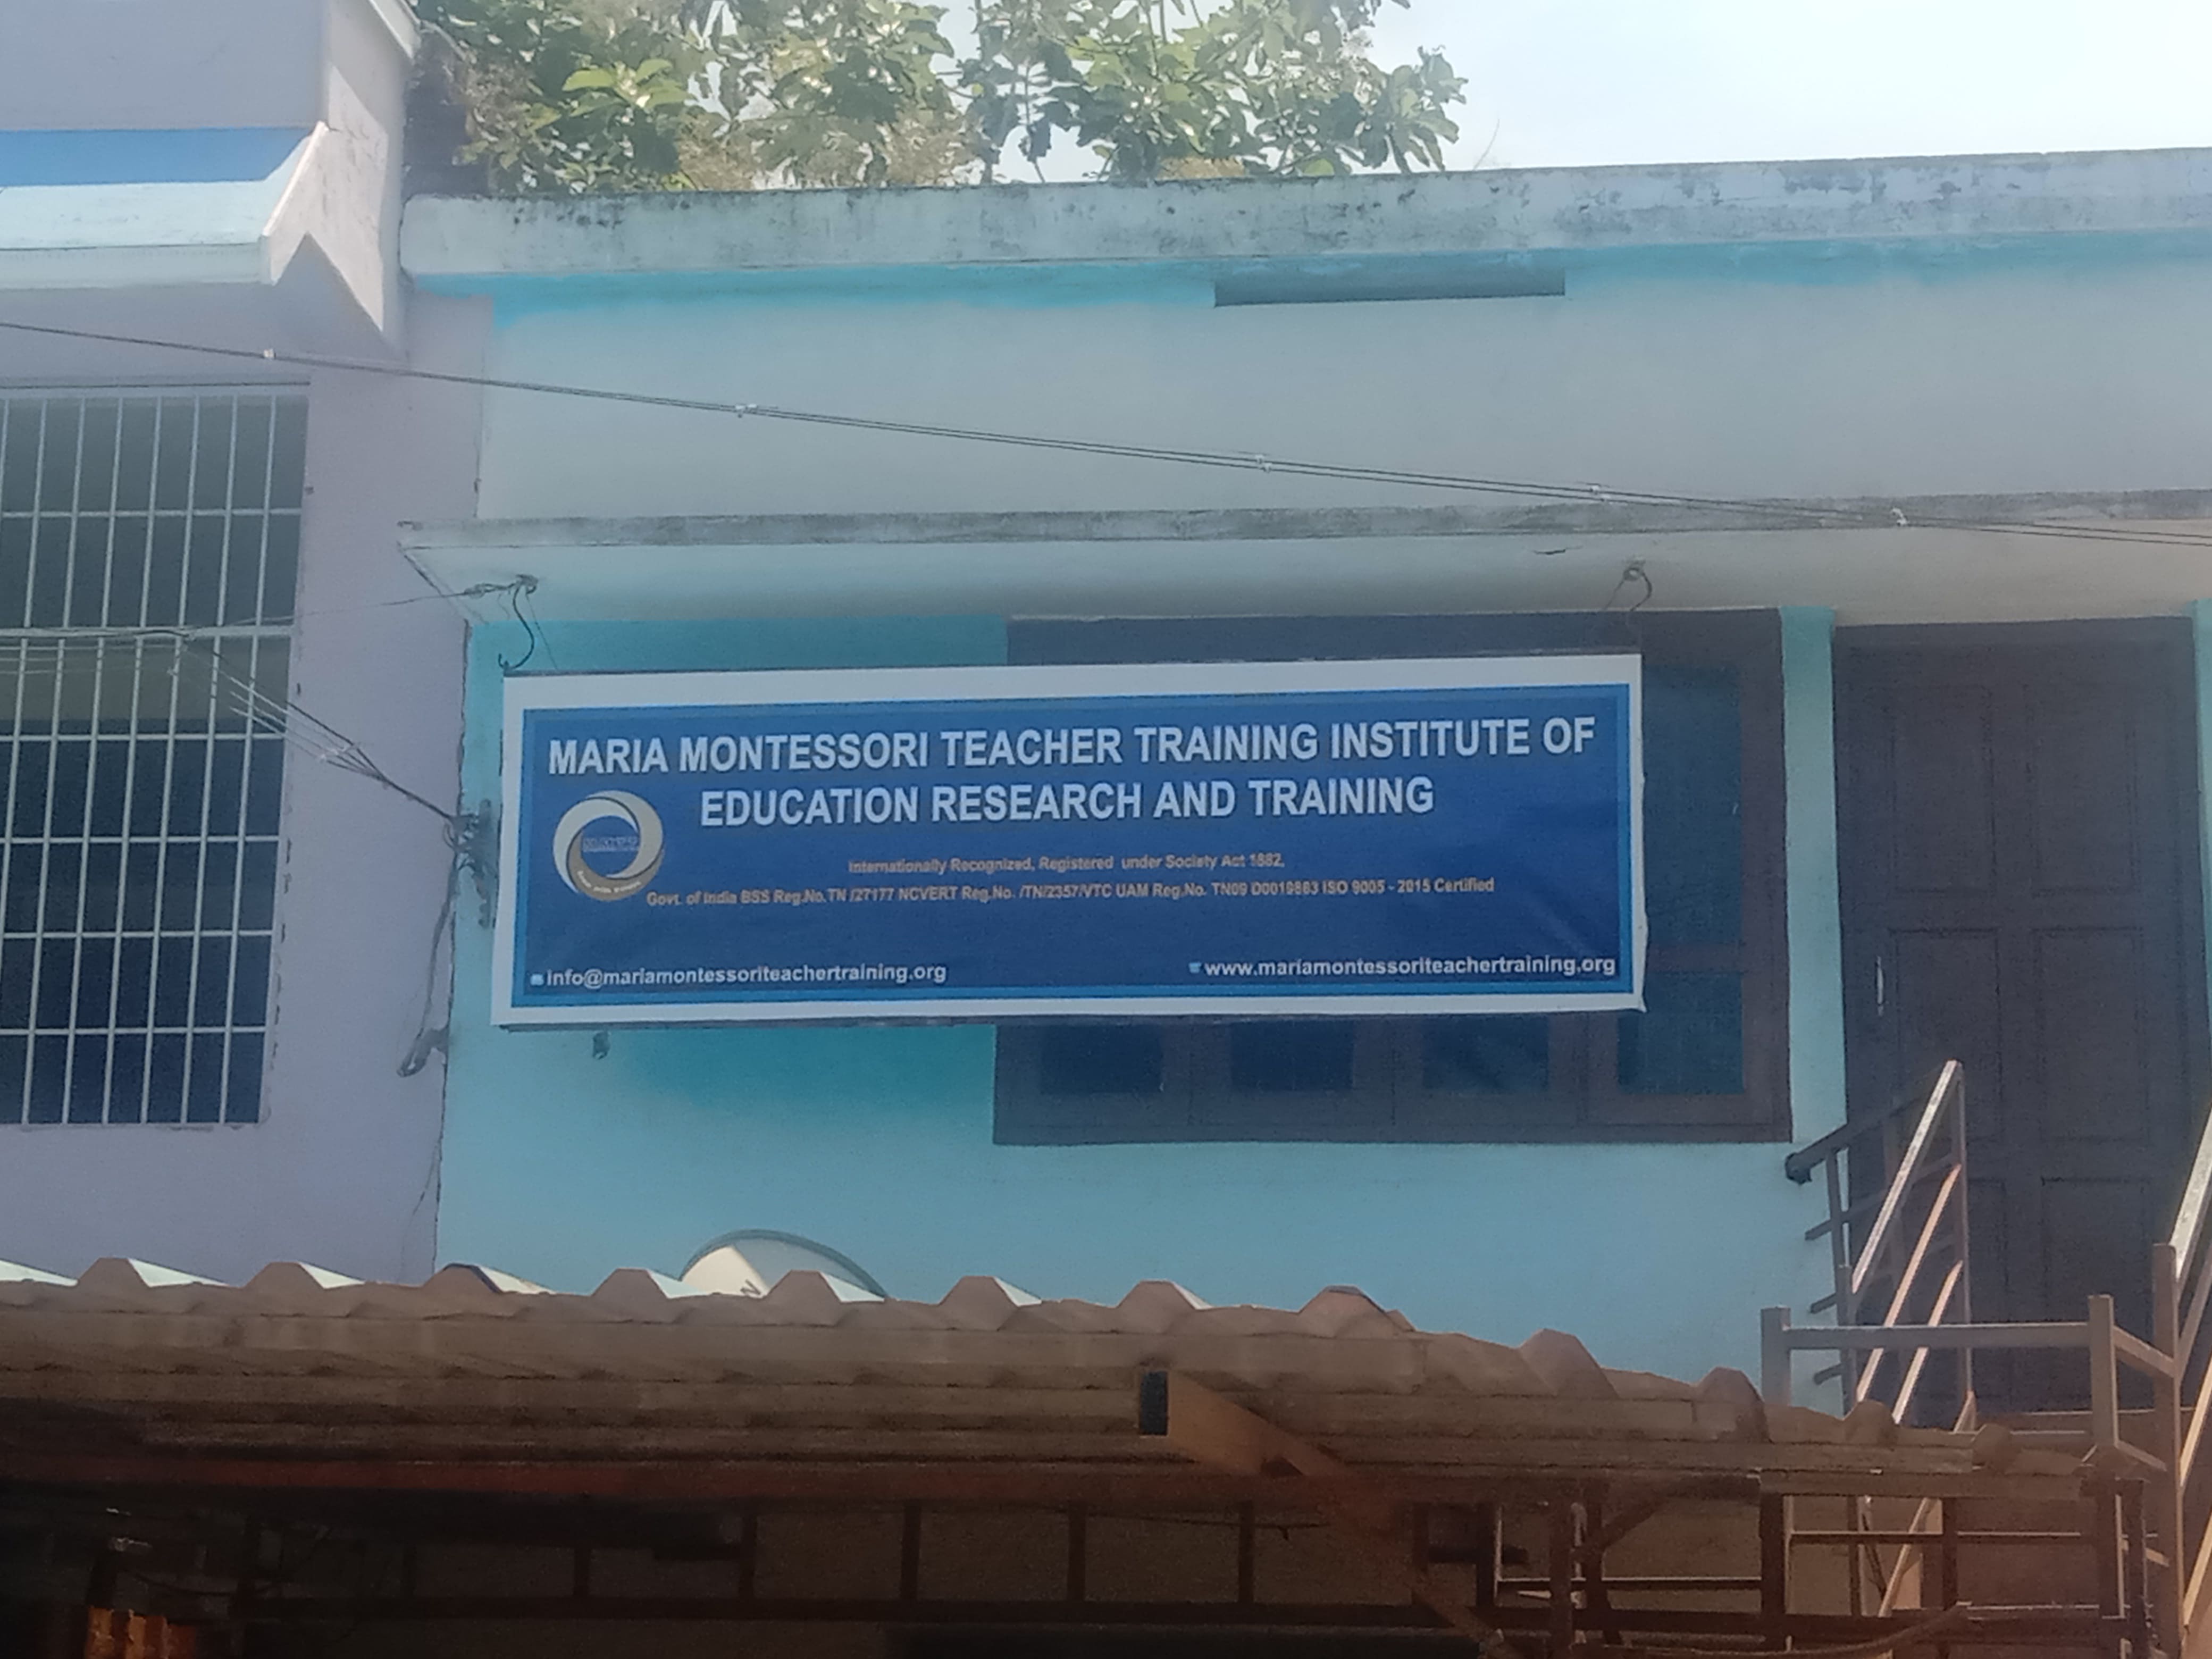 MARIA MONTESSORI TEACHER TRAINING INSTITUTE OF
EDUCATION RESEARCH AND TRAINING
Internationally Recognized, Registered under Society Act 1882,
Govt. of India BSS Reg.No.TN /27177 NCVERT Reg.No. /TN/2357/VTC UAM Reg.No. TN09 D0019863 ISO 9005 - 2015 Certified
info@mariamontessoriteachertraining.org
www.mariamontessoriteachertraining.org